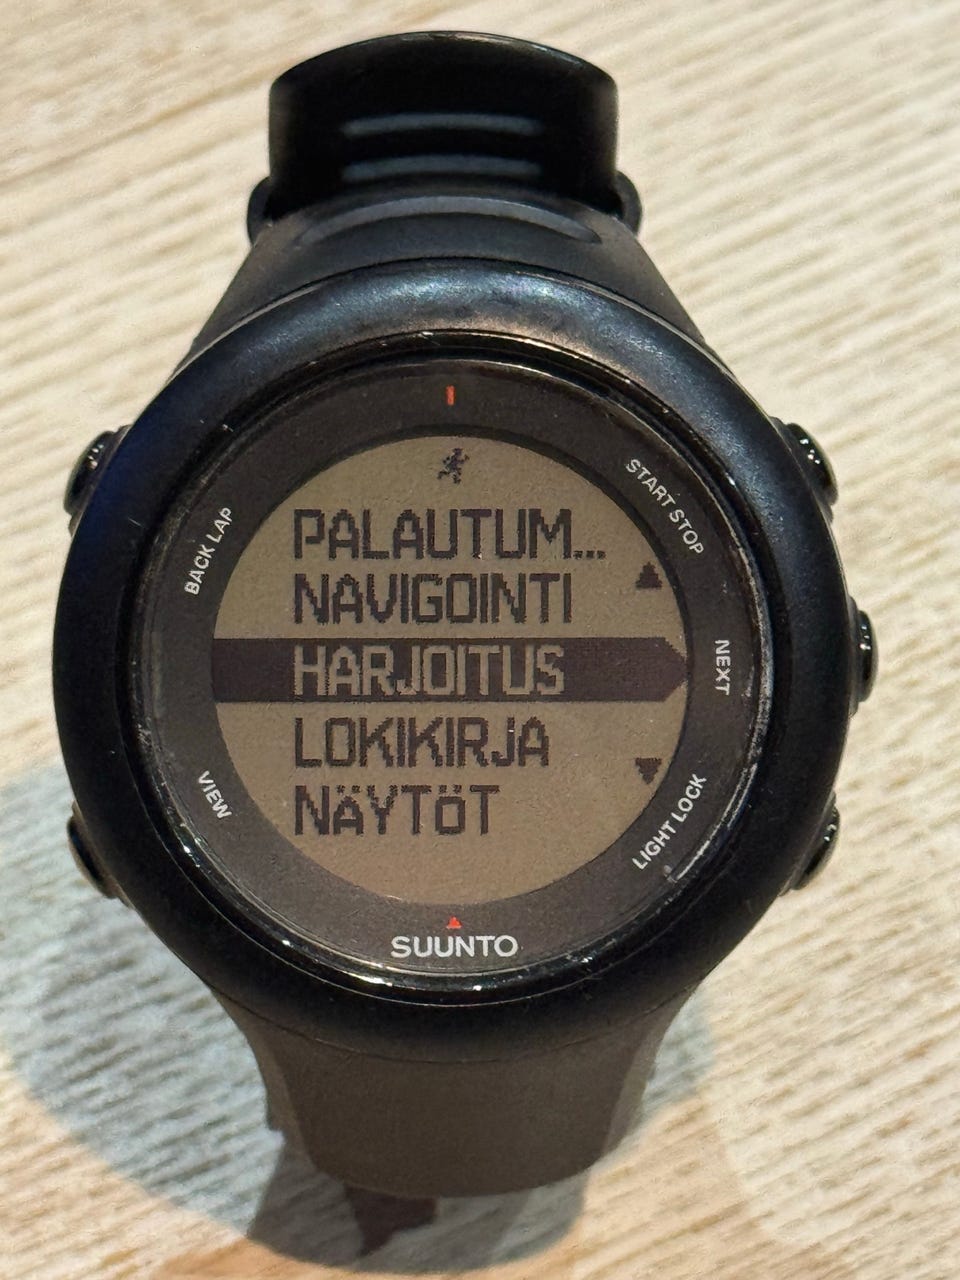 START STOP
BACK LAP
PALAUTUM...
NAVIGOINTI
HARJOITUS
NEXT
LOKIKIRJA
NÄYTöT
VIEW
LIGHT LOCK
SUUNTO